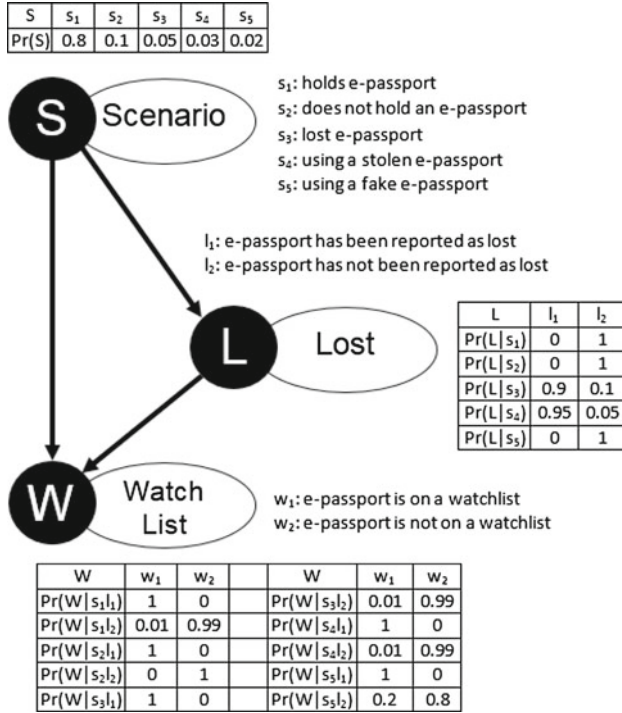 S s₁ s₂ s₃ s₄ s₅
Pr(S) 0.8 0.1 0.05 0.03 0.02
S Scenario
s₁: holds e-passport
s₂: does not hold an e-passport
s₃: lost e-passport
s₄: using a stolen e-passport
s₅: using a fake e-passport
l₁: e-passport has been reported as lost
l₂: e-passport has not been reported as lost
L Lost
L l₁ l₂
Pr(L|s₁) 0 1
Pr(L|s₂) 0 1
Pr(L|s₃) 0.9 0.1
Pr(L|s₄) 0.95 0.05
Pr(L|s₅) 0 1
W Watch
List
w₁: e-passport is on a watchlist
w₂: e-passport is not on a watchlist
W w₁ w₂ W w₁ w₂
Pr(W|s₁l₁) 1 0 Pr(W|s₃l₂) 0.01 0.99
Pr(W|s₁l₂) 0.01 0.99 Pr(W|s₄l₁) 1 0
Pr(W|s₂l₁) 1 0 Pr(W|s₄l₂) 0.01 0.99
Pr(W|s₂l₂) 0 1 Pr(W|s₅l₁) 1 0
Pr(W|s₃l₁) 1 0 Pr(W|s₅l₂) 0.2 0.8